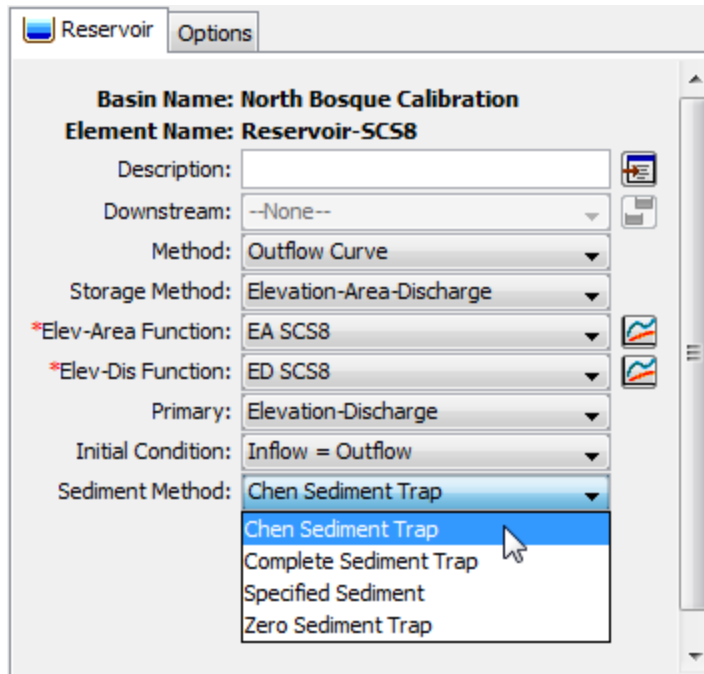 Reservoir Options
Basin Name: North Bosque Calibration
Element Name: Reservoir-SCS8
Description:
Downstream: --None--
Method: Outflow Curve
Storage Method: Elevation-Area-Discharge
*Elev-Area Function: EA SCS8
*Elev-Dis Function: ED SCS8
Primary: Elevation-Discharge
Initial Condition: Inflow = Outflow
Sediment Method: Chen Sediment Trap
Chen Sediment Trap
Complete Sediment Trap
Specified Sediment
Zero Sediment Trap